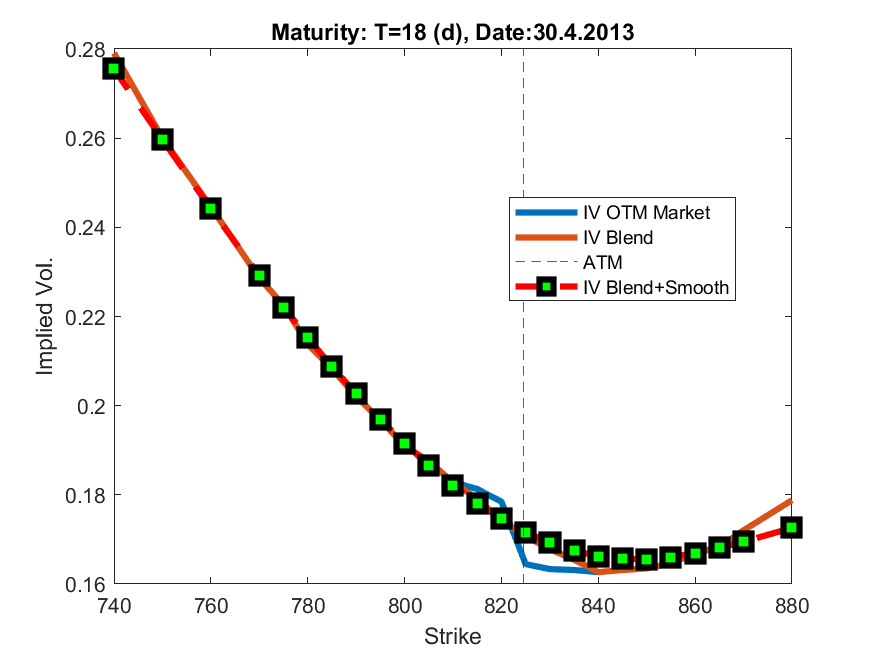 Maturity: T=18 (d), Date:30.4.2013
0.28
0.26
0.24
0.22
0.2
0.18
0.16
Implied Vol.
IV OTM Market
IV Blend
ATM
IV Blend+Smooth
740 760 780 800 820 840 860 880
Strike